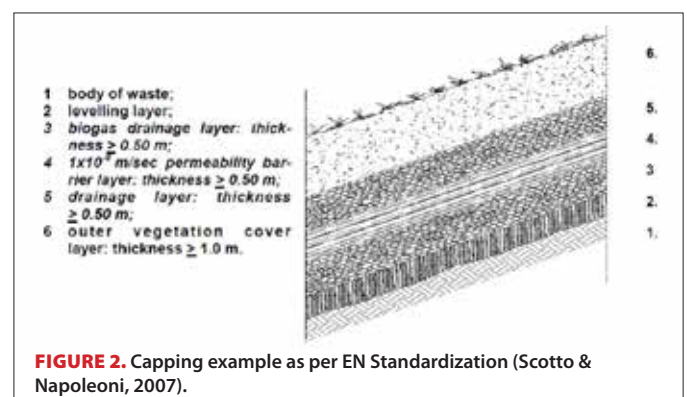 1 body of waste;
2 levelling layer;
3 biogas drainage layer: thick-
ness ≥ 0.50 m;
4 1x10 m/sec permeability bar-
rier layer: thickness ≥ 0.50 m;
5 drainage layer: thickness
≥ 0.50 m;
6 outer vegetation cover
layer: thickness ≥ 1.0 m.
6.
5.
4.
3
2.
1.
FIGURE 2. Capping example as per EN Standardization (Scotto &
Napoleoni, 2007).